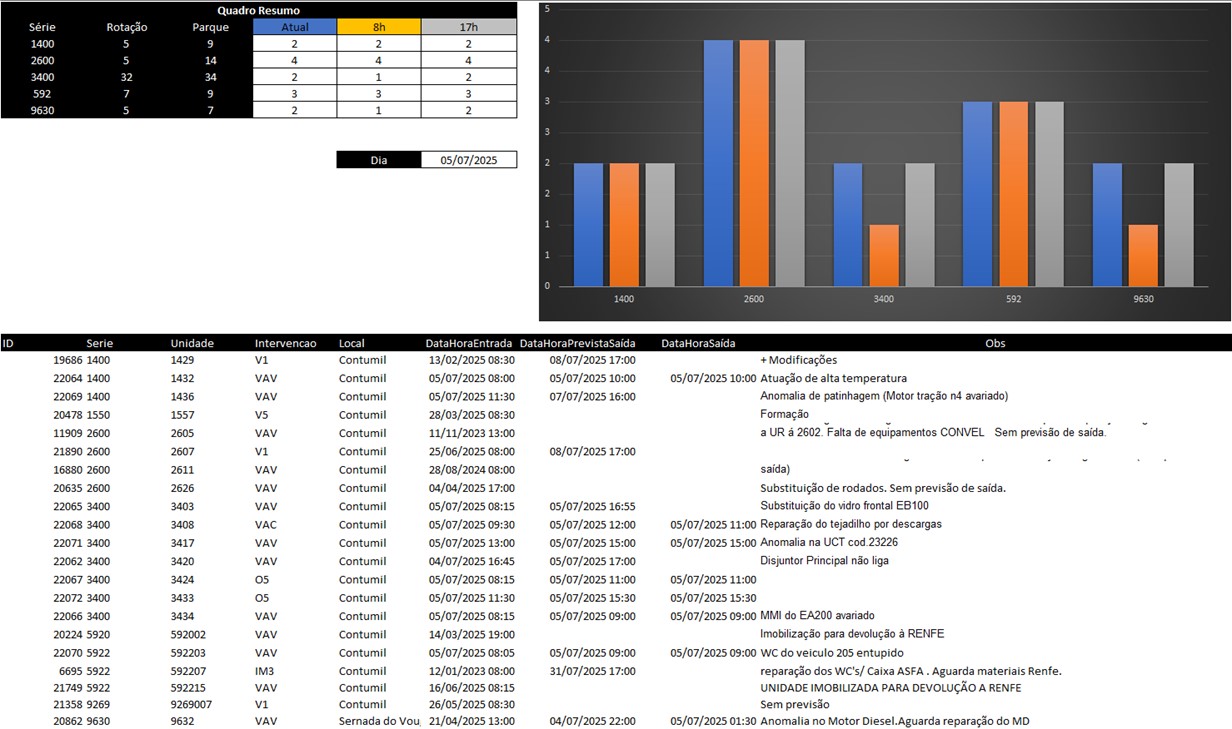 Quadro Resumo
Série Rotação Parque Atual 8h 17h
1400 5 9 2 2 2
2600 5 14 4 4 4
3400 32 34 2 1 2
592 7 9 3 3 3
9630 5 7 2 1 2
Dia 05/07/2025
5
4
4
3
3
2
2
1
1
0
1400 2600 3400 592 9630
ID Serie Unidade Intervencao Local DataHoraEntrada DataHoraPrevistaSaída DataHoraSaída Obs
19686 1400 1429 V1 Contumil 13/02/2025 08:30 08/07/2025 17:00 + Modificações
22064 1400 1432 VAV Contumil 05/07/2025 08:00 05/07/2025 10:00 05/07/2025 10:00 Atuação de alta temperatura
22069 1400 1436 VAV Contumil 05/07/2025 11:30 07/07/2025 16:00 Anomalia de patinhagem (Motor tração n4 avariado)
20478 1550 1557 V5 Contumil 28/03/2025 08:30 Formação
11909 2600 2605 VAV Contumil 11/11/2023 13:00 a UR á 2602. Falta de equipamentos CONVEL Sem previsão de saída.
21890 2600 2607 V1 Contumil 25/06/2025 08:00 08/07/2025 17:00
16880 2600 2611 VAV Contumil 28/08/2024 08:00 saída)
20635 2600 2626 VAV Contumil 04/04/2025 17:00 Substituição de rodados. Sem previsão de saída.
22065 3400 3403 VAV Contumil 05/07/2025 08:15 05/07/2025 16:55 Substituição do vidro frontal EB100
22068 3400 3408 VAC Contumil 05/07/2025 09:30 05/07/2025 12:00 05/07/2025 11:00 Reparação do tejadilho por descargas
22071 3400 3417 VAV Contumil 05/07/2025 13:00 05/07/2025 15:00 05/07/2025 15:00 Anomalia na UCT cod.23226
22062 3400 3420 VAV Contumil 04/07/2025 16:45 05/07/2025 17:00 Disjuntor Principal não liga
22067 3400 3424 O5 Contumil 05/07/2025 08:15 05/07/2025 11:00 05/07/2025 11:00
22072 3400 3433 O5 Contumil 05/07/2025 11:30 05/07/2025 15:30 05/07/2025 15:30
22066 3400 3434 VAV Contumil 05/07/2025 08:15 05/07/2025 09:00 05/07/2025 09:00 MMI do EA200 avariado
20224 5920 592002 VAV Contumil 14/03/2025 19:00 Imobilização para devolução à RENFE
22070 5922 592203 VAV Contumil 05/07/2025 08:05 05/07/2025 09:00 05/07/2025 09:00 WC do veiculo 205 entupido
6695 5922 592207 IM3 Contumil 12/01/2023 08:00 31/07/2025 17:00 reparação dos WC's/ Caixa ASFA . Aguarda materiais Renfe.
21749 5922 592215 VAV Contumil 16/06/2025 08:15 UNIDADE IMOBILIZADA PARA DEVOLUÇÃO A RENFE
21358 9269 9269007 V1 Contumil 26/05/2025 08:30 Sem previsão
20862 9630 9632 VAV Sernada do Vou 21/04/2025 13:00 04/07/2025 22:00 05/07/2025 01:30 Anomalia no Motor Diesel.Aguarda reparação do MD